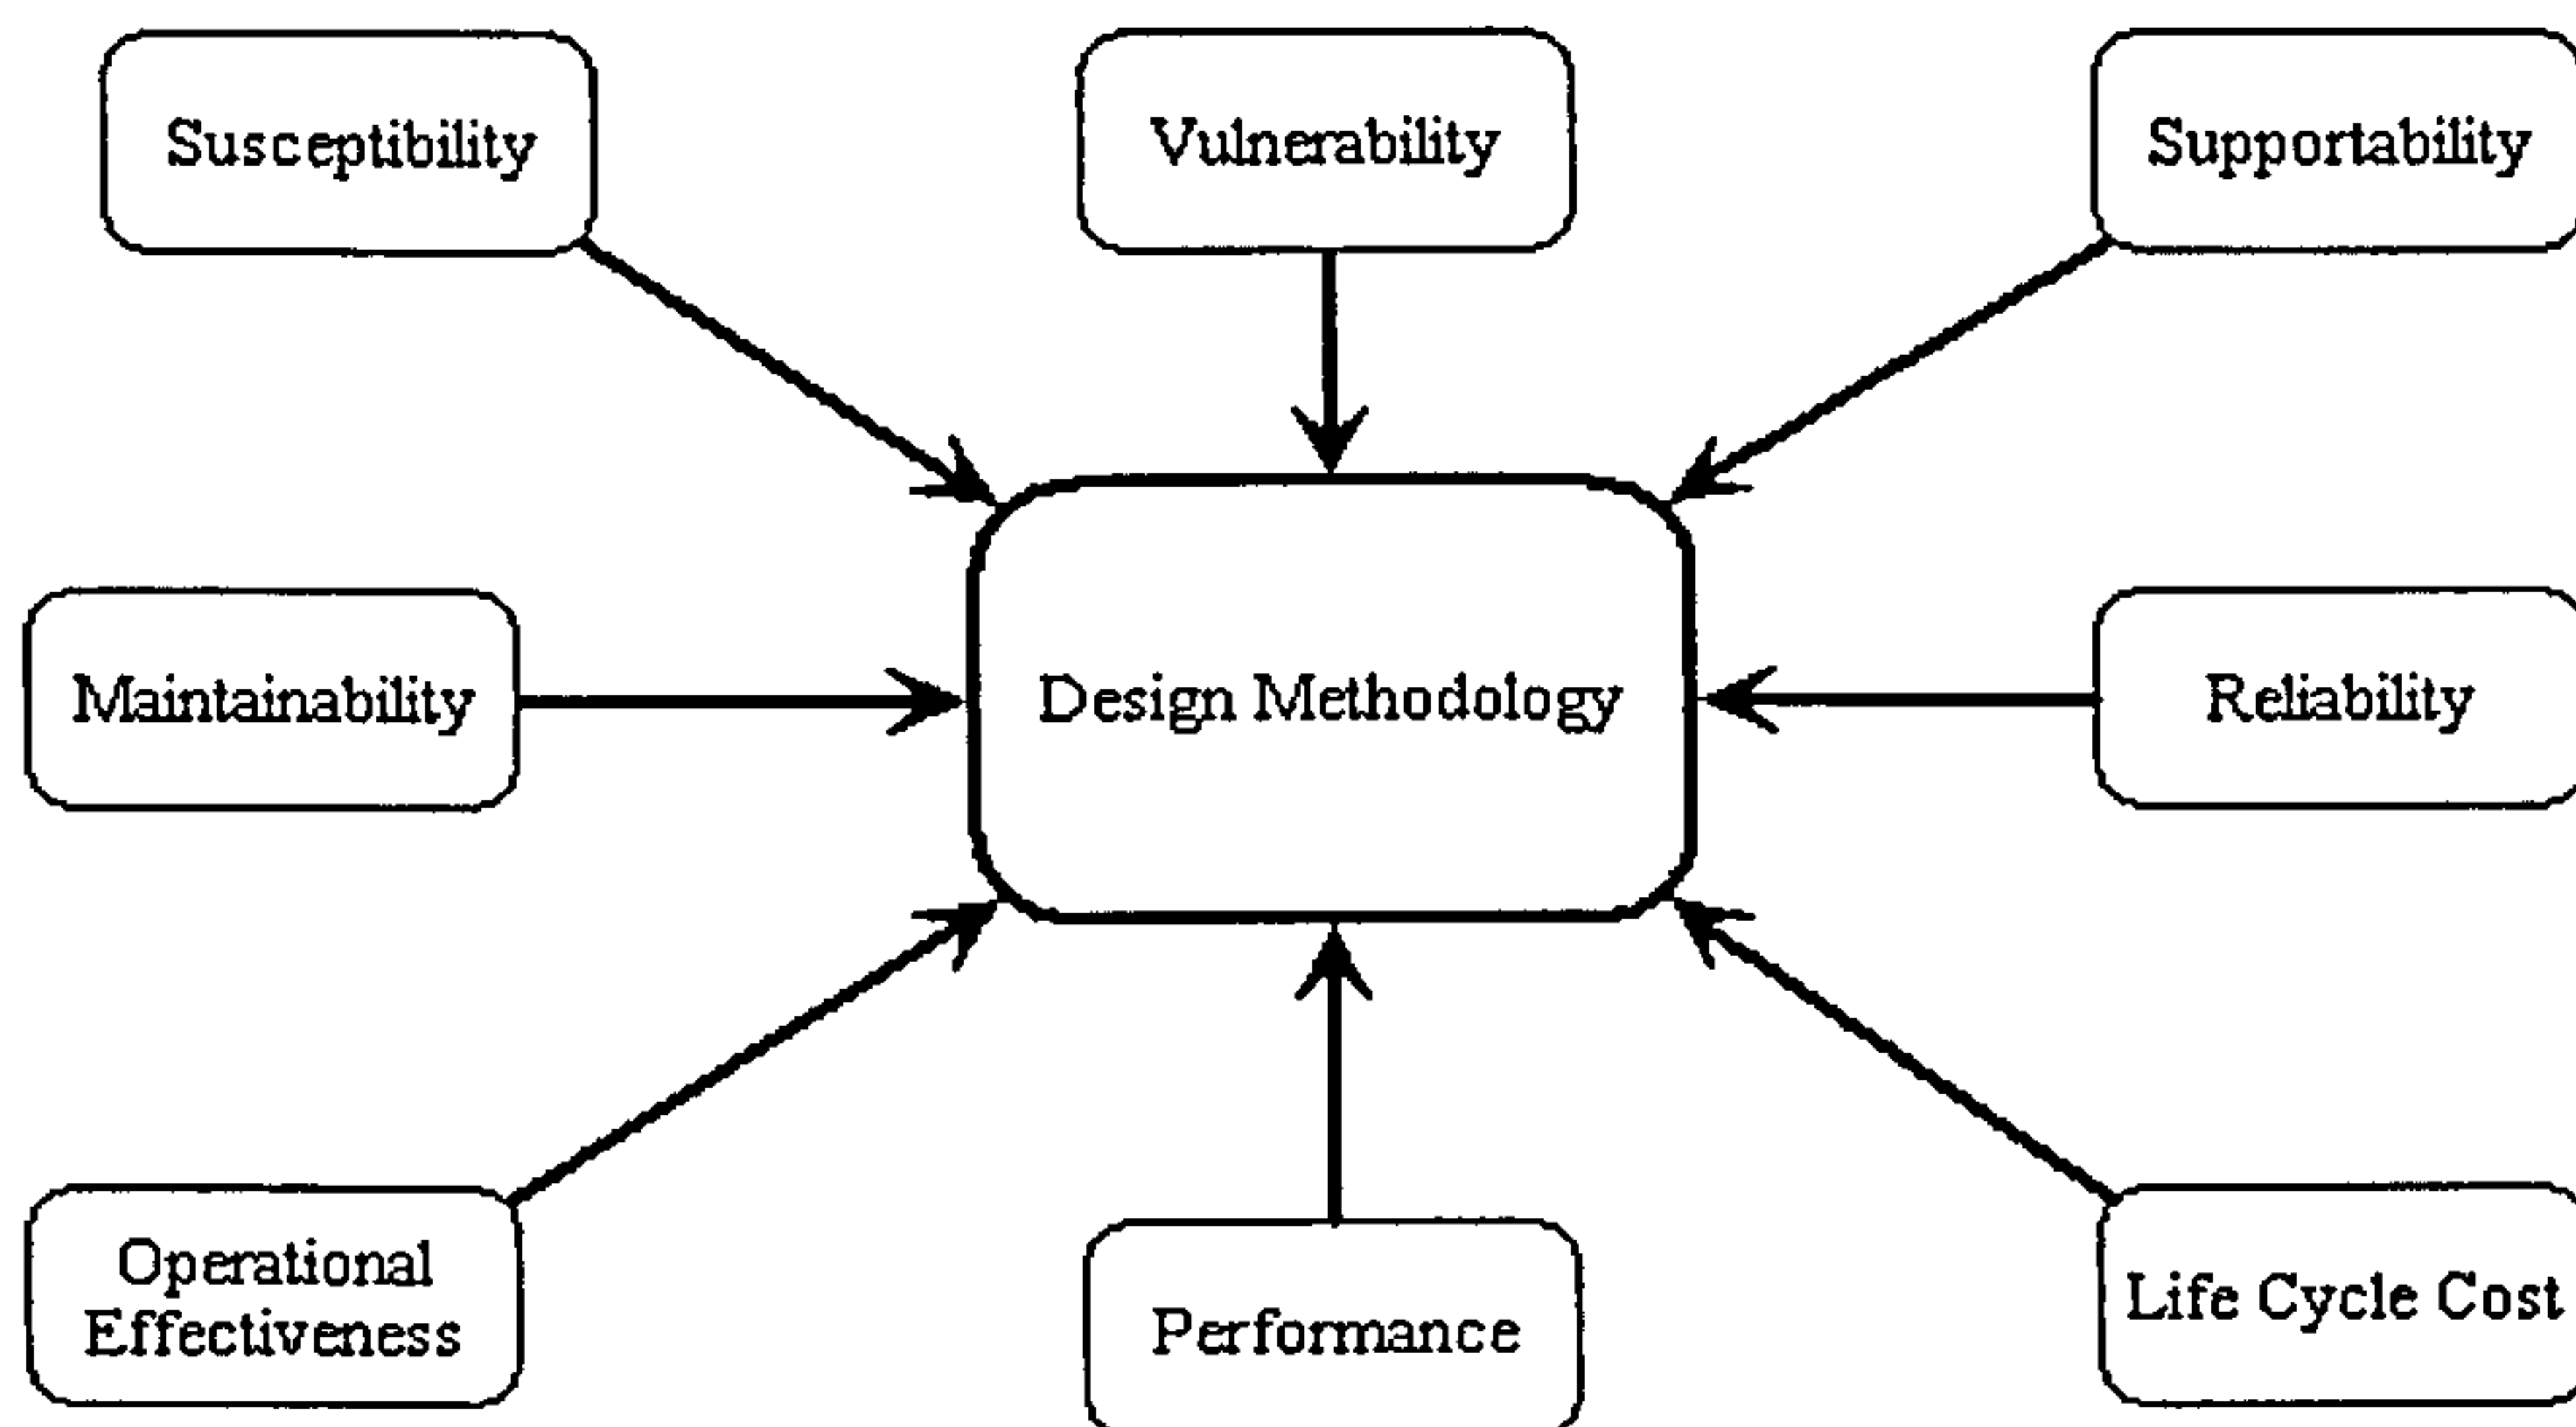 Susceptibility
Vulnerability
Supportability
Maintainability
Design Methodology
Reliability
Operational
Effectiveness
Performance
Life Cycle Cost